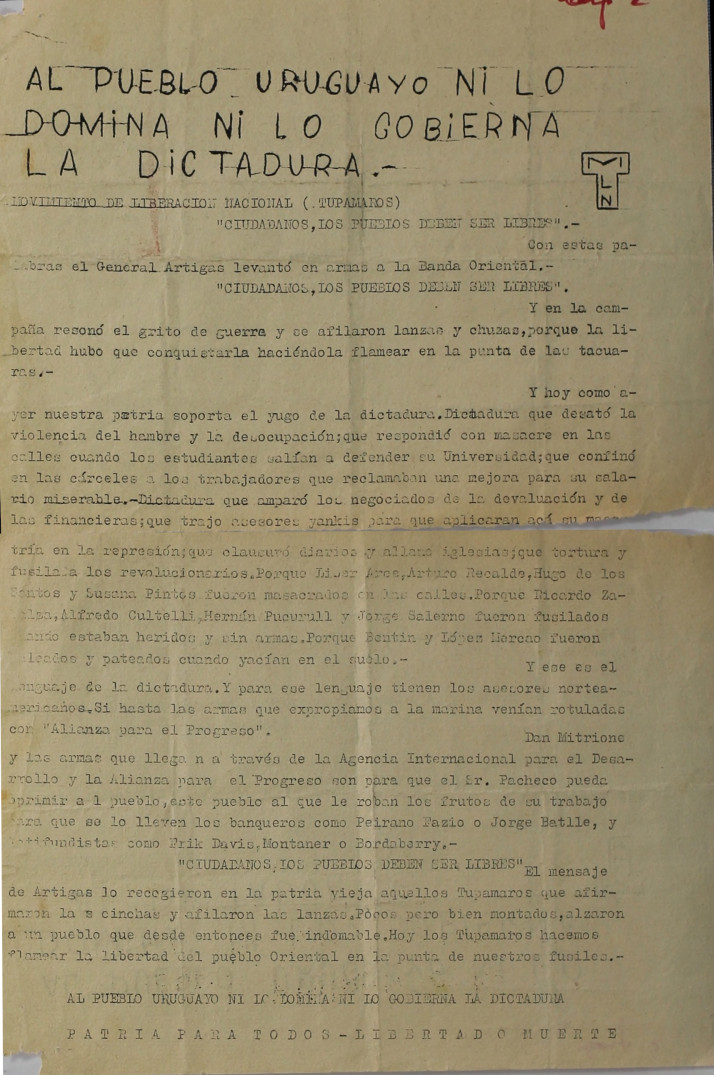 AL PUEBLO URUGUAYO NI LO
DOMINA NI LO GOBIERNA
LA DICTADURA.-
MLN
MOVIMIENTO DE LIBERACION NACIONAL (.TUPAMAROS)
"CIUDADANOS,LOS PUEBLOS DEBEN SER LIBRES".-
Con estas pa-
labras el General Artigas levantó en armas a la Banda Oriental.-
"CIUDADANOS,LOS PUEBLOS DEBEN SER LIBRES".
Y en la cam-
paña resonó el grito de guerra y se afilaron lanzas y chuzas,porque la li-
bertad hubo que conquistarla haciéndola flamear en la punta de las tacua-
ras.-
Y hoy como a-
yer nuestra patria soporta el yugo de la dictadura.Dictadura que desató la
violencia del hambre y la desocupación;que respondió con masacre en las
calles cuando los estudiantes salían a defender su Universidad;que confinó
en las cárceles a los trabajadores que reclamaban una mejora para su sala-
rio miserable.-Dictadura que amparó los negociados de la devaluación y de
las financieras;que trajo asesores yankis para que aplicaran acá su
tría en la represión;que clausuró diarios y allanó iglesias;que tortura y
fusila a los revolucionarios.Porque Liber Arce,Arturo Recalde,Hugo de los
Santos y Susana Pintos fueron masacrados en las calles.Porque Ricardo Za-
balza,Alfredo Cultelli,Hernán Pucurull y Jorge Salerno fueron fusilados
cuando estaban heridos y sin armas.Porque Bentin y López Mercao fueron
y pateados cuando yacían en el suelo.-
Y ese es el
lenguaje de la dictadura.Y para ese lenguaje tienen los asesores nortea-
mericanos.Si hasta las armas que expropiamos a la marina venían rotuladas
con "Alianza para el Progreso".
Dan Mitrione
y las armas que llega n a través de la Agencia Internacional para el Desa-
rrollo y la Alianza para el Progreso son para que el Sr. Pacheco pueda
oprimir a l pueblo,este pueblo al que le roban los frutos de su trabajo
para que se lo lleven los banqueros como Peirano Fazio o Jorge Batlle, y
latifundistas como Erik Davis,Montaner o Bordaberry.-
"CIUDADANOS,LOS PUEBLOS DEBEN SER LIBRES"
El mensaje
de Artigas lo recogieron en la patria vieja aquellos Tupamaros que afir-
maron la s cinchas y afilaron las lanzas.Pocos pero bien montados,alzaron
a un pueblo que desde entonces fue indomable.Hoy los Tupamaros hacemos
flamear la libertad del pueblo Oriental en la punta de nuestros fusiles.-
AL PUEBLO URUGUAYO NI LO DOMINA NI LO GOBIERNA LA DICTADURA
P A T R I A P A R A T O D O S - L I B E R T A D O M U E R T E